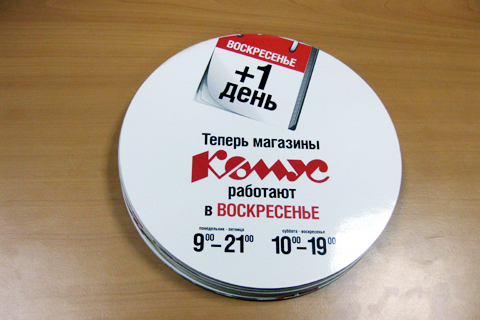 ВОСКРЕСЕНЬЕ
+1
день
Теперь магазины
Комус
работают
в ВОСКРЕСЕНЬЕ
понедельник - пятница суббота - воскресенье
9⁰⁰–21⁰⁰ 10⁰⁰–19⁰⁰